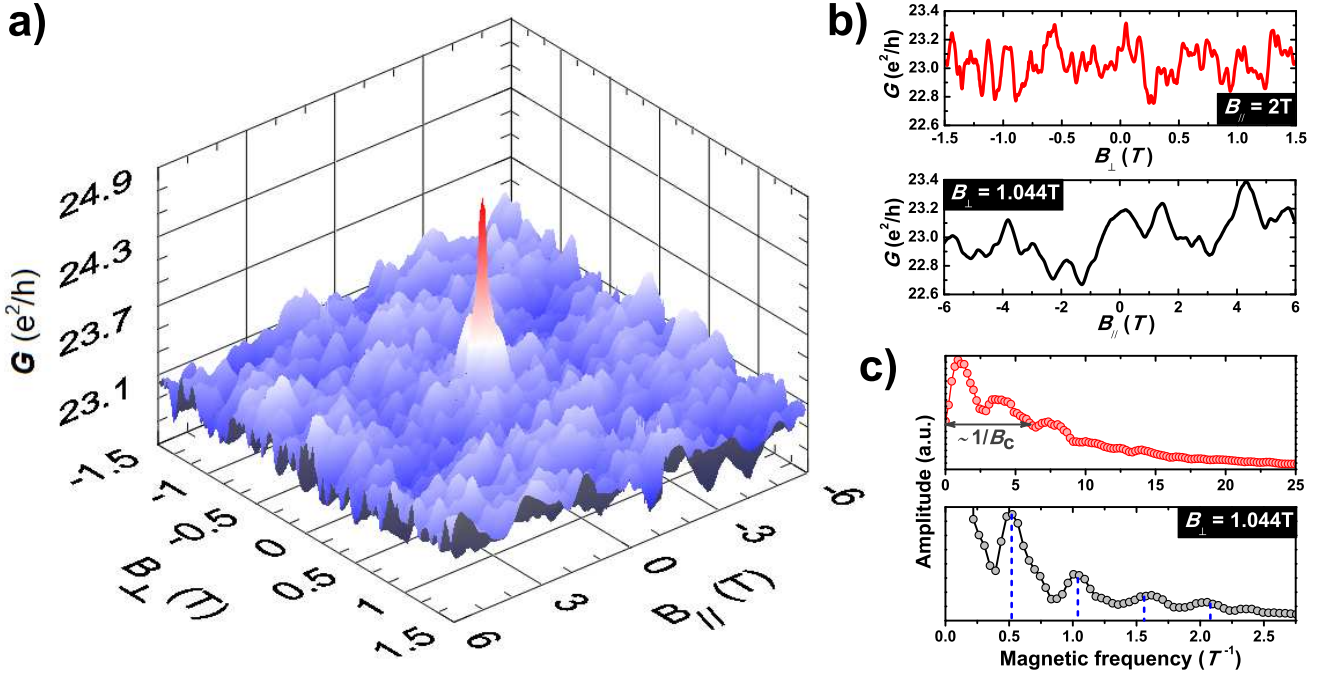 a)
G (e²/h)
24.9
24.3
23.7
23.1
-1.5
-1
-0.5
0
0.5
1
1.5
B⊥ (T)
6
3
0
-3
-6
B// (T)
b)
G (e²/h)
23.4
23.2
23.0
22.8
22.6
B// = 2T
-1.5 -1.0 -0.5 0.0 0.5 1.0 1.5
B⊥ (T)
G (e²/h)
23.4
23.2
23.0
22.8
22.6
B⊥ = 1.044T
-6 -4 -2 0 2 4 6
B// (T)
c)
Amplitude (a.u.)
~1/BC
0 5 10 15 20 25
B⊥ = 1.044T
0.0 0.5 1.0 1.5 2.0 2.5
Magnetic frequency (T⁻¹)